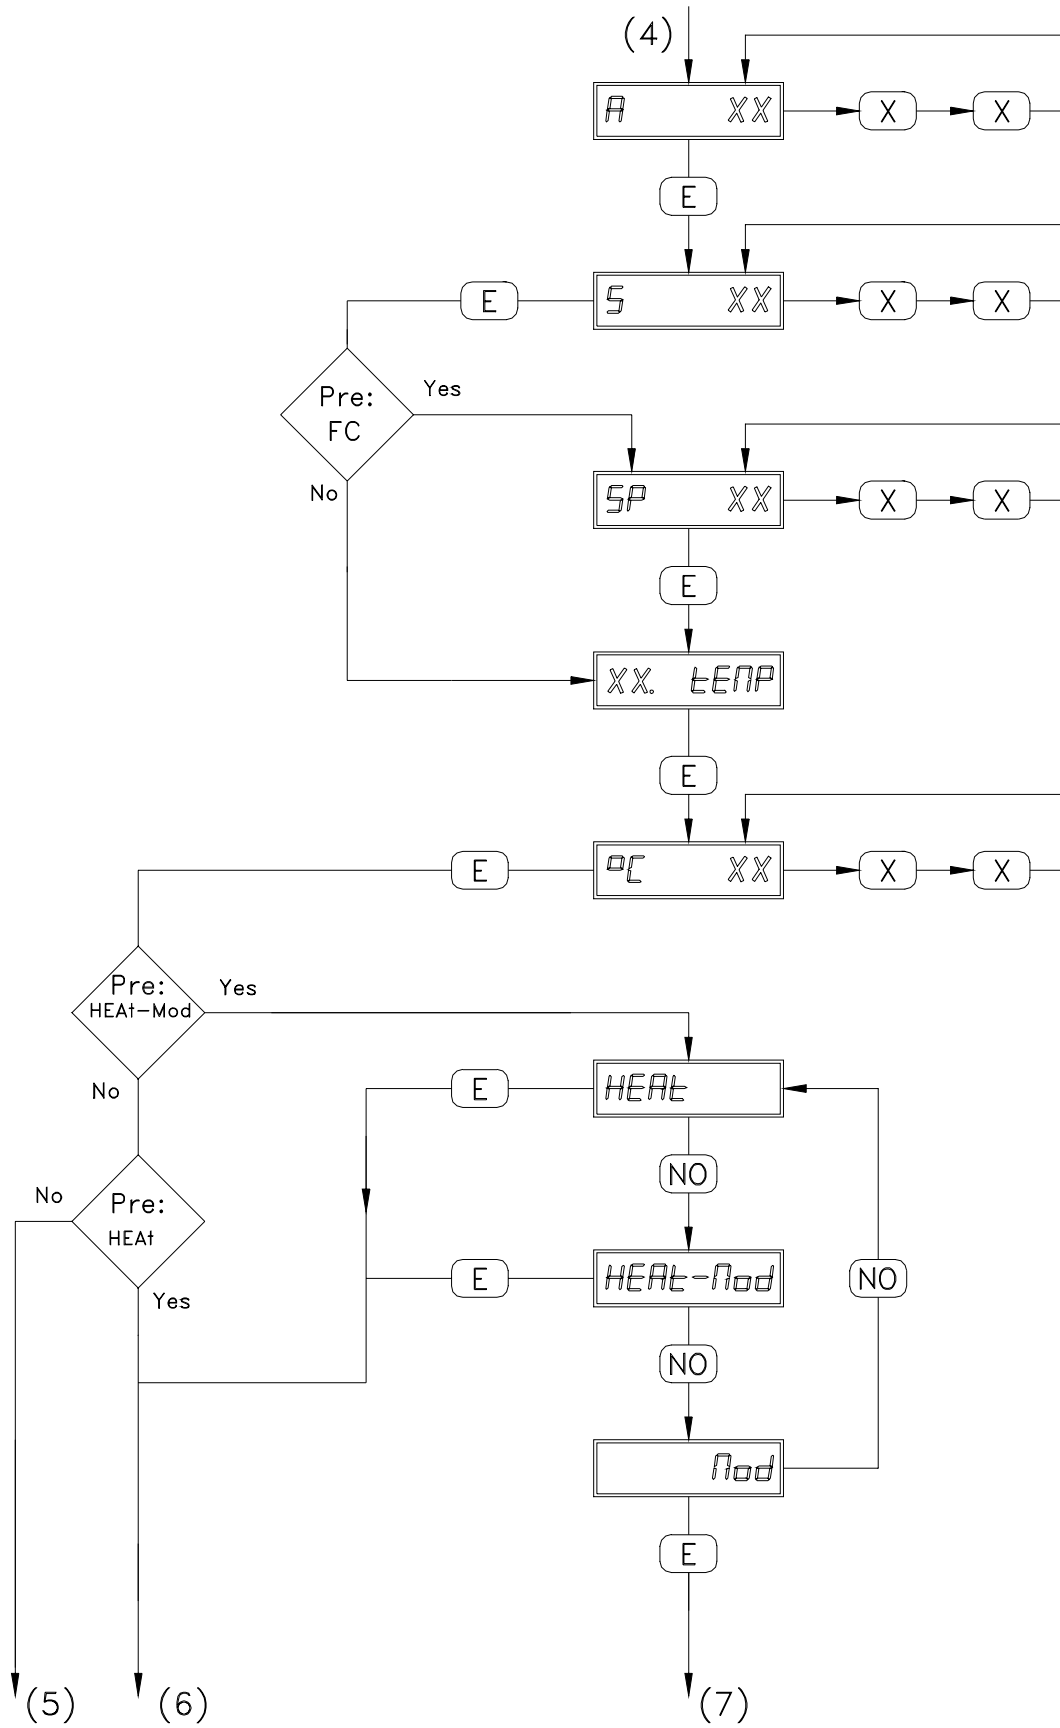 (4)
A XX
X X
E
E
S XX
X X
Pre:
FC
Yes
No
SP XX
X X
E
XX. tEMP
E
E
°C XX
X X
Pre:
HEAt-Mod
Yes
No
E
HEAt
NO
No
Pre:
HEAt
Yes
E
HEAt-Mod
NO
NO
Mod
E
(5) (6) (7)